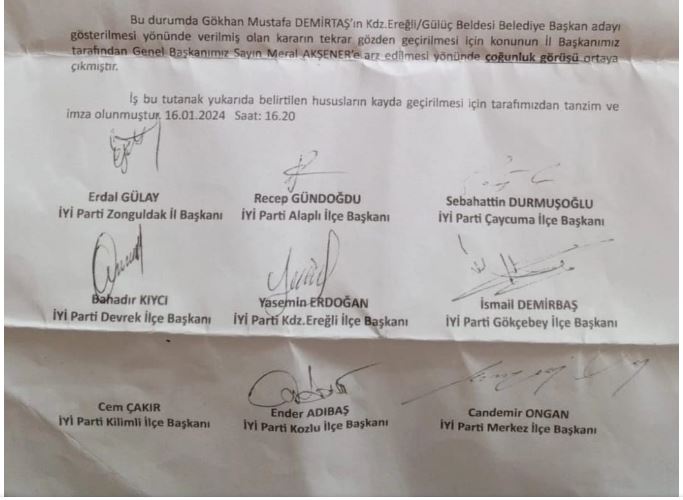 Bu durumda Gökhan Mustafa DEMİRTAŞ'ın Kdz.Ereğli/Gülüç Beldesi Belediye Başkan adayı
gösterilmesi yönünde verilmiş olan kararın tekrar gözden geçirilmesi için konunun İl Başkanımız
tarafından Genel Başkanımız Sayın Meral AKŞENER'e arz edilmesi yönünde çoğunluk görüşü ortaya
çıkmıştır.
İş bu tutanak yukarıda belirtilen hususların kayda geçirilmesi için tarafımızdan tanzim ve
imza olunmuştur. 16.01.2024 Saat: 16.20
Erdal GÜLAY Recep GÜNDOĞDU Sebahattin DURMUŞOĞLU
İYİ Parti Zonguldak İl Başkanı İYİ Parti Alaplı İlçe Başkanı İYİ Parti Çaycuma İlçe Başkanı
Bahadır KIYCI Yasemin ERDOĞAN İsmail DEMİRBAŞ
İYİ Parti Devrek İlçe Başkanı İYİ Parti Kdz.Ereğli İlçe Başkanı İYİ Parti Gökçebey İlçe Başkanı
Cem ÇAKIR Ender ADIBAŞ Candemir ONGAN
İYİ Parti Kilimli İlçe Başkanı İYİ Parti Kozlu İlçe Başkanı İYİ Parti Merkez İlçe Başkanı